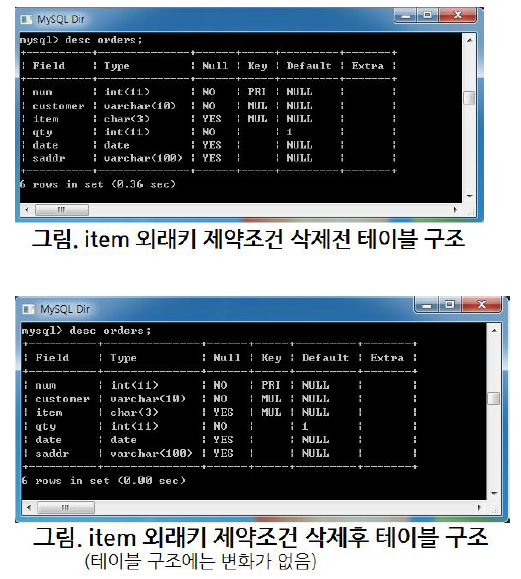 MySQL Dir
mysql> desc orders;
+----------+--------------+------+-----+---------+-------+
| Field | Type | Null | Key | Default | Extra |
+----------+--------------+------+-----+---------+-------+
| num | int(11) | NO | PRI | NULL | |
| customer | varchar(10) | NO | MUL | NULL | |
| item | char(3) | YES | MUL | NULL | |
| qty | int(11) | NO | | 1 | |
| date | date | YES | | NULL | |
| saddr | varchar(100) | YES | | NULL | |
+----------+--------------+------+-----+---------+-------+
6 rows in set (0.36 sec)
그림. item 외래키 제약조건 삭제전 테이블 구조
MySQL Dir
mysql> desc orders;
+----------+--------------+------+-----+---------+-------+
| Field | Type | Null | Key | Default | Extra |
+----------+--------------+------+-----+---------+-------+
| num | int(11) | NO | PRI | NULL | |
| customer | varchar(10) | NO | MUL | NULL | |
| item | char(3) | YES | MUL | NULL | |
| qty | int(11) | NO | | 1 | |
| date | date | YES | | NULL | |
| saddr | varchar(100) | YES | | NULL | |
+----------+--------------+------+-----+---------+-------+
6 rows in set (0.00 sec)
그림. item 외래키 제약조건 삭제후 테이블 구조
(테이블 구조에는 변화가 없음)